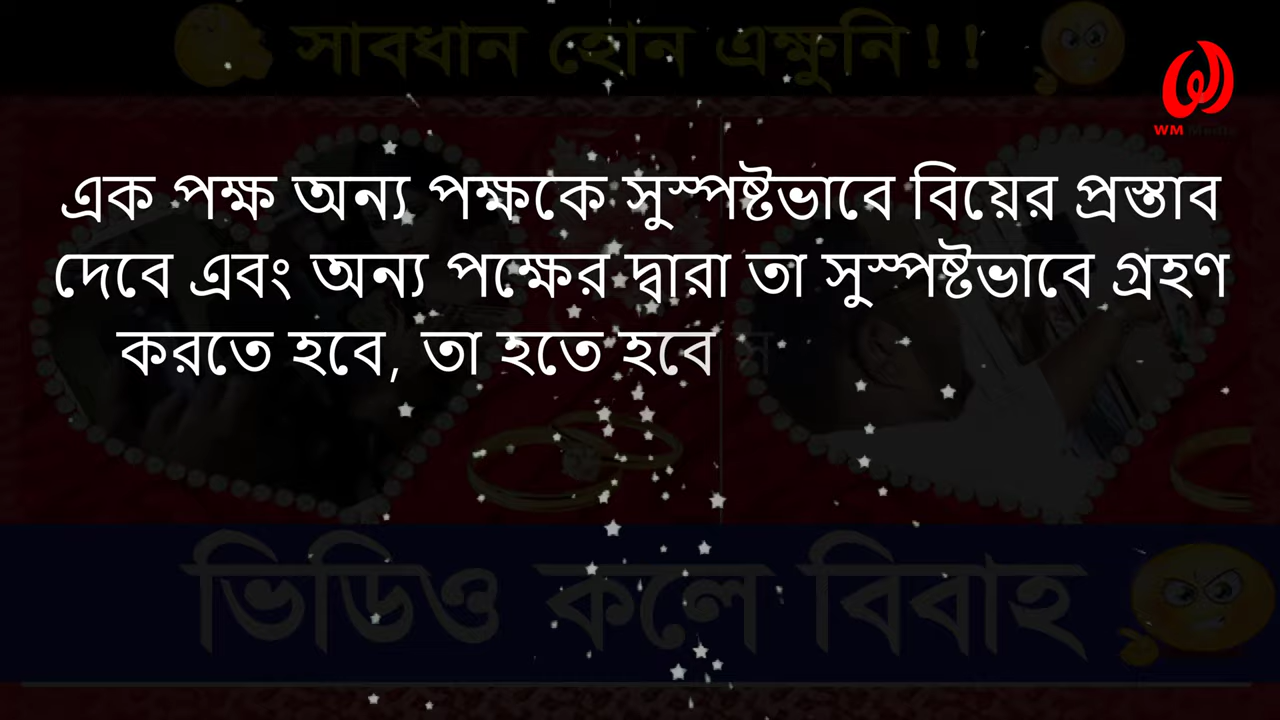 সাবধান হোন এক্ষুনি!!
WM Media
এক পক্ষ অন্য পক্ষকে সুস্পষ্টভাবে বিয়ের প্রস্তাব
দেবে এবং অন্য পক্ষের দ্বারা তা সুস্পষ্টভাবে গ্রহণ
করতে হবে, তা হতে হবে
ভিডিও কলে বিবাহ